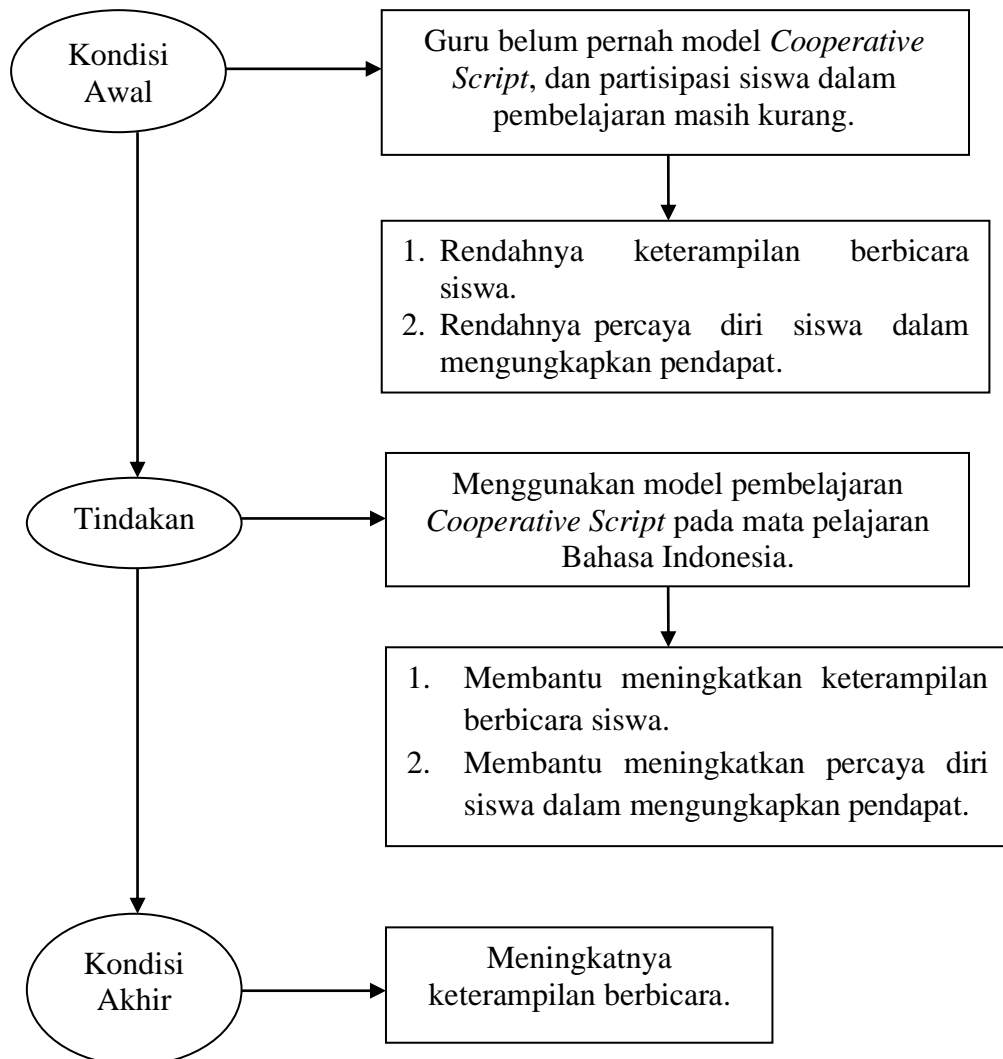 Kondisi
Awal
Guru belum pernah model Cooperative
Script, dan partisipasi siswa dalam
pembelajaran masih kurang.
1. Rendahnya keterampilan berbicara
siswa.
2. Rendahnya percaya diri siswa dalam
mengungkapkan pendapat.
Tindakan
Menggunakan model pembelajaran
Cooperative Script pada mata pelajaran
Bahasa Indonesia.
1. Membantu meningkatkan keterampilan
berbicara siswa.
2. Membantu meningkatkan percaya diri
siswa dalam mengungkapkan pendapat.
Kondisi
Akhir
Meningkatnya
keterampilan berbicara.